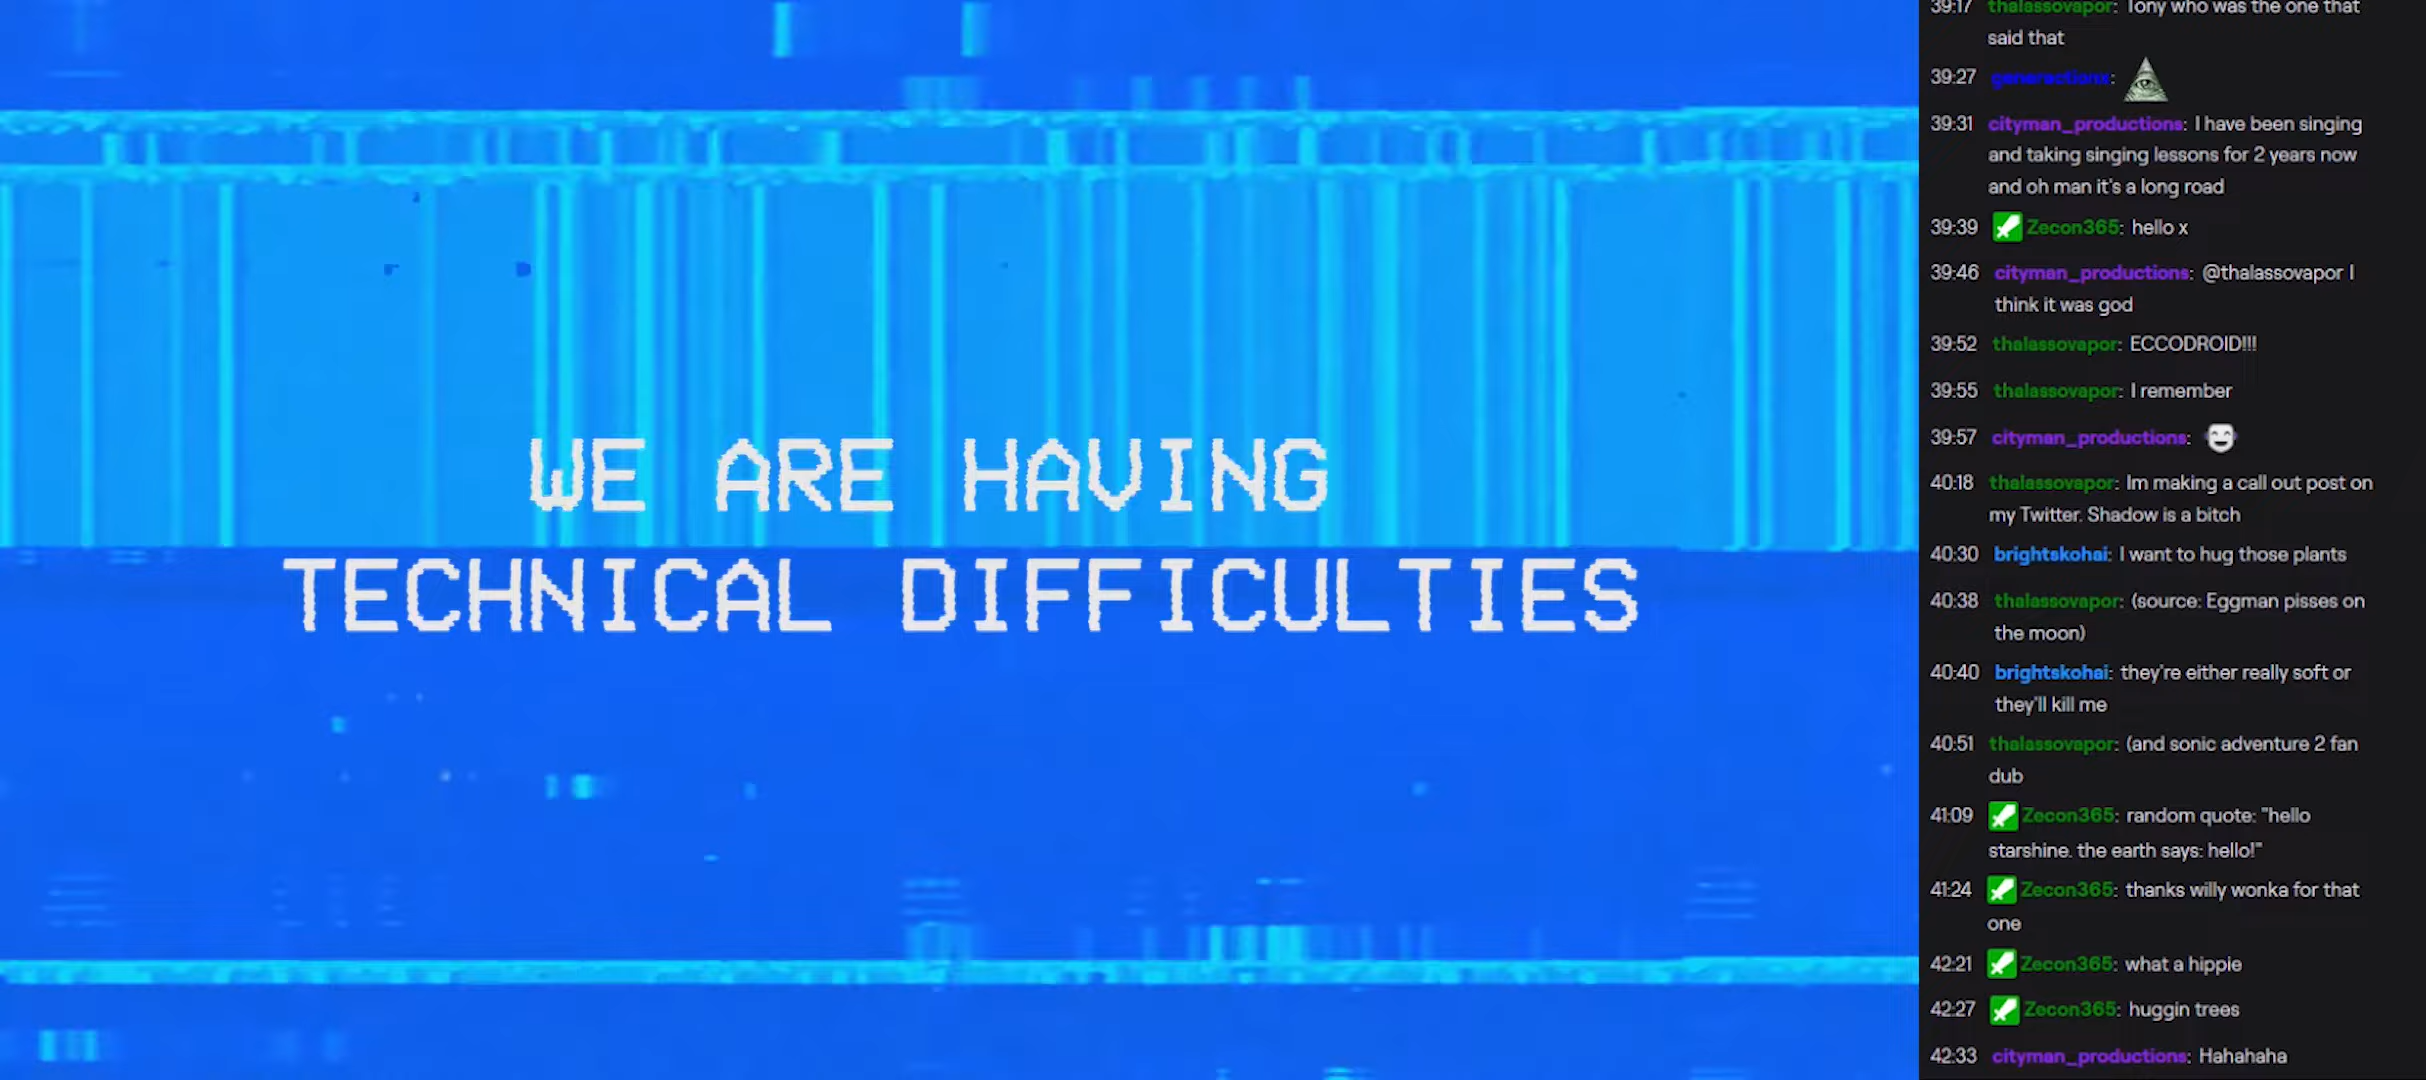 WE ARE HAVING
TECHNICAL DIFFICULTIES
39:17 thalassovapor: Tony who was the one that
said that
39:27 generactionx:
39:31 cityman_productions: I have been singing
and taking singing lessons for 2 years now
and oh man it's a long road
39:39 Zecon365: hello x
39:46 cityman_productions: @thalassovapor I
think it was god
39:52 thalassovapor: ECCODROID!!!
39:55 thalassovapor: I remember
39:57 cityman_productions:
40:18 thalassovapor: Im making a call out post on
my Twitter. Shadow is a bitch
40:30 brightskohai: I want to hug those plants
40:38 thalassovapor: (source: Eggman pisses on
the moon)
40:40 brightskohai: they're either really soft or
they'll kill me
40:51 thalassovapor: (and sonic adventure 2 fan
dub
41:09 Zecon365: random quote: "hello
starshine. the earth says: hello!"
41:24 Zecon365: thanks willy wonka for that
one
42:21 Zecon365: what a hippie
42:27 Zecon365: huggin trees
42:33 cityman_productions: Hahahaha